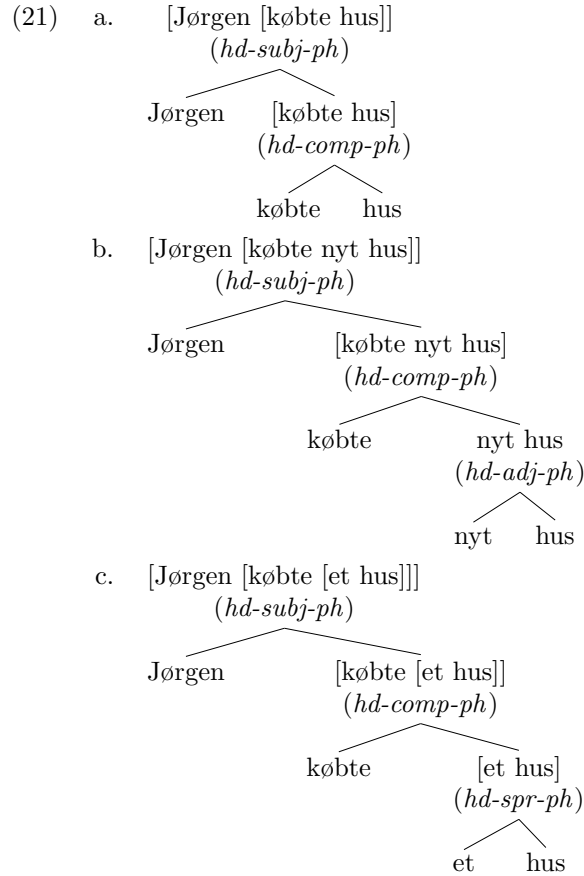 (21) a. [Jørgen [købte hus]]
(hd-subj-ph)
Jørgen [købte hus]
(hd-comp-ph)
købte hus
b. [Jørgen [købte nyt hus]]
(hd-subj-ph)
Jørgen [købte nyt hus]
(hd-comp-ph)
købte nyt hus
(hd-adj-ph)
nyt hus
c. [Jørgen [købte [et hus]]]
(hd-subj-ph)
Jørgen [købte [et hus]]
(hd-comp-ph)
købte [et hus]
(hd-spr-ph)
et hus